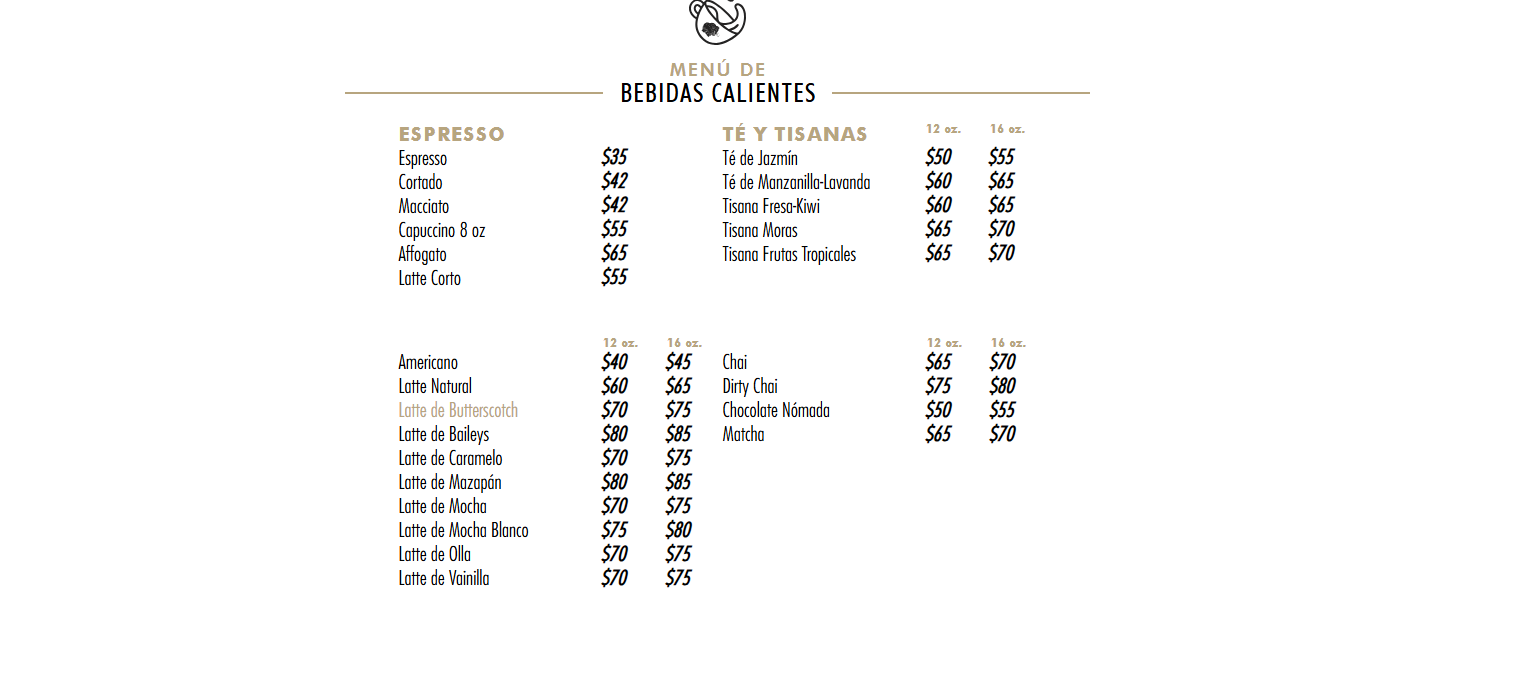 MENÚ DE
BEBIDAS CALIENTES
ESPRESSO
Espresso $35
Cortado $42
Macciato $42
Capuccino 8 oz $55
Affogato $65
Latte Corto $55
TÉ Y TISANAS 12 oz. 16 oz.
Té de Jazmín $50 $55
Té de Manzanilla-Lavanda $60 $65
Tisana Fresa-Kiwi $60 $65
Tisana Moras $65 $70
Tisana Frutas Tropicales $65 $70
12 oz. 16 oz.
Americano $40 $45
Latte Natural $60 $65
Latte de Butterscotch $70 $75
Latte de Baileys $80 $85
Latte de Caramelo $70 $75
Latte de Mazapán $80 $85
Latte de Mocha $70 $75
Latte de Mocha Blanco $75 $80
Latte de Olla $70 $75
Latte de Vainilla $70 $75
12 oz. 16 oz.
Chai $65 $70
Dirty Chai $75 $80
Chocolate Nómada $50 $55
Matcha $65 $70